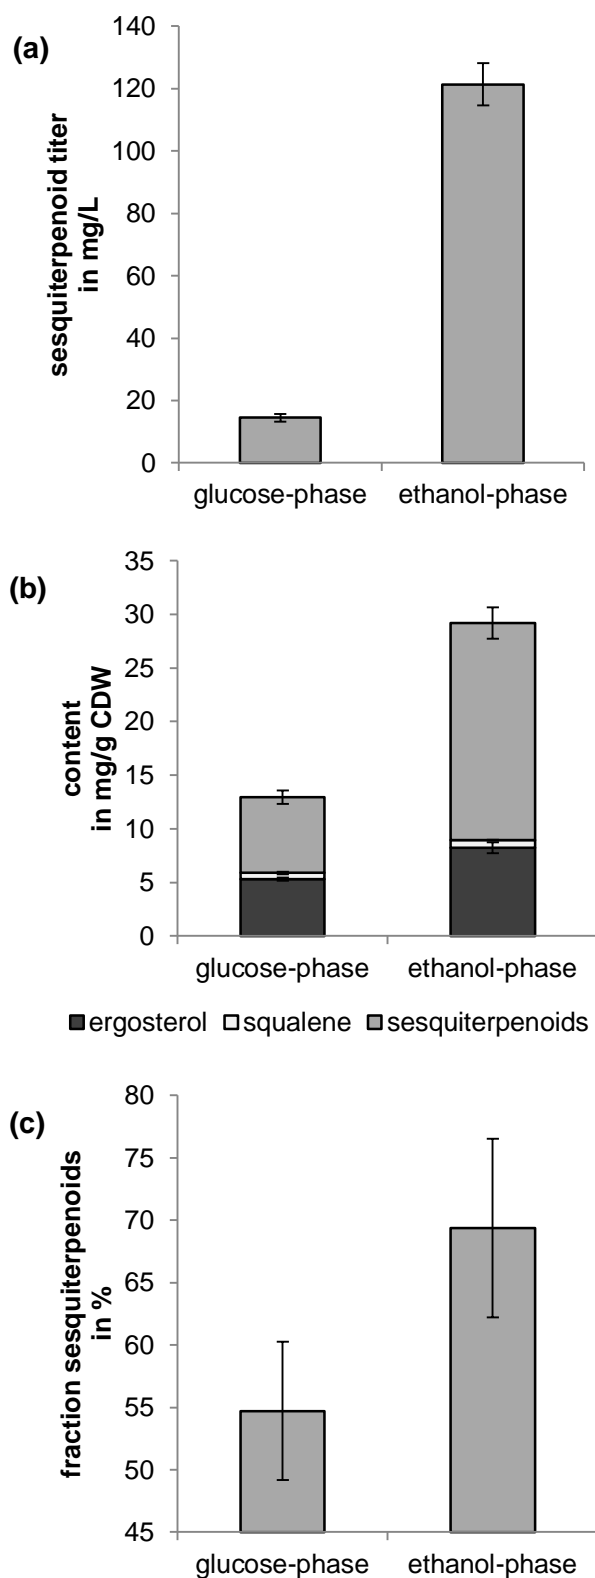 (a)
sesquiterpenoid titer
in mg/L
140
120
100
80
60
40
20
0
glucose-phase ethanol-phase
(b)
content
in mg/g CDW
35
30
25
20
15
10
5
0
glucose-phase ethanol-phase
ergosterol squalene sesquiterpenoids
(c)
fraction sesquiterpenoids
in %
80
75
70
65
60
55
50
45
glucose-phase ethanol-phase